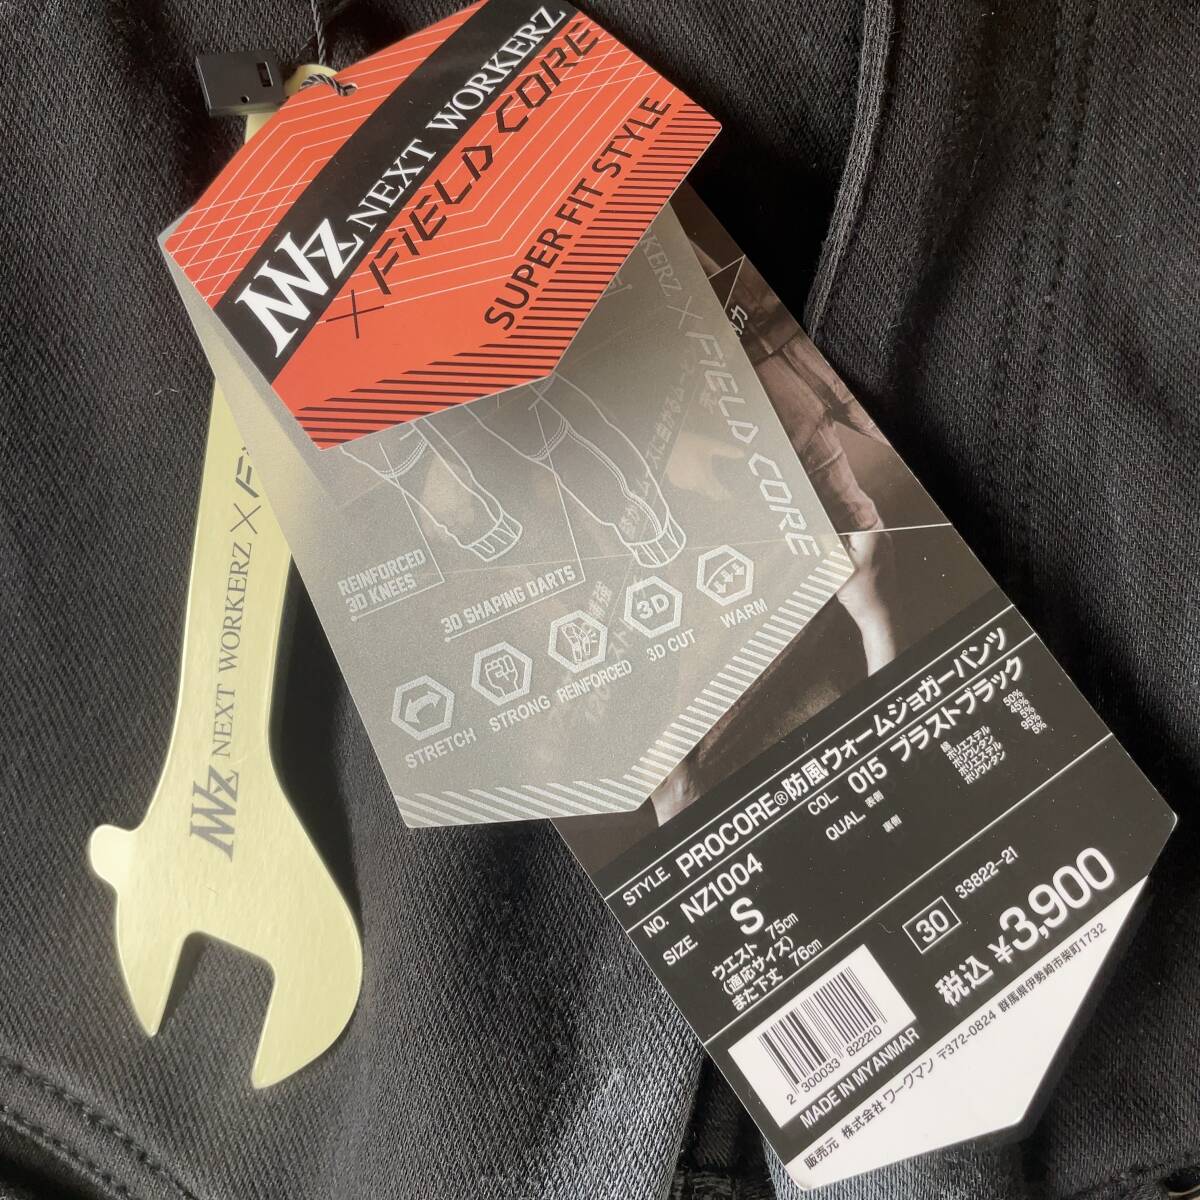 NWZ NEXT WORKERZ
× FiELD CORE
SUPER FIT STYLE
NWZ NEXT WORKERZ ×
KERZ × FiELD CORE
REINFORCED
3D KNEES
3D SHAPING DARTS
STRETCH
STRONG
REINFORCED
3D
3D CUT
WARM
STYLE PROCORE®防風ウォームジョガーパンツ
NO. NZ1004
COL 015 ブラストブラック
SIZE S
QUAL 表側 綿 50%
ポリエステル 45%
ポリウレタン 5%
裏側 ポリエステル 95%
ポリウレタン 5%
ウエスト 75cm
(適応サイズ)
また下丈 76cm
30 33822-21
税込 ¥3,900
2 300033 822210
MADE IN MYANMAR
販売元 株式会社ワークマン 〒372-0824 群馬県伊勢崎市柴町1732